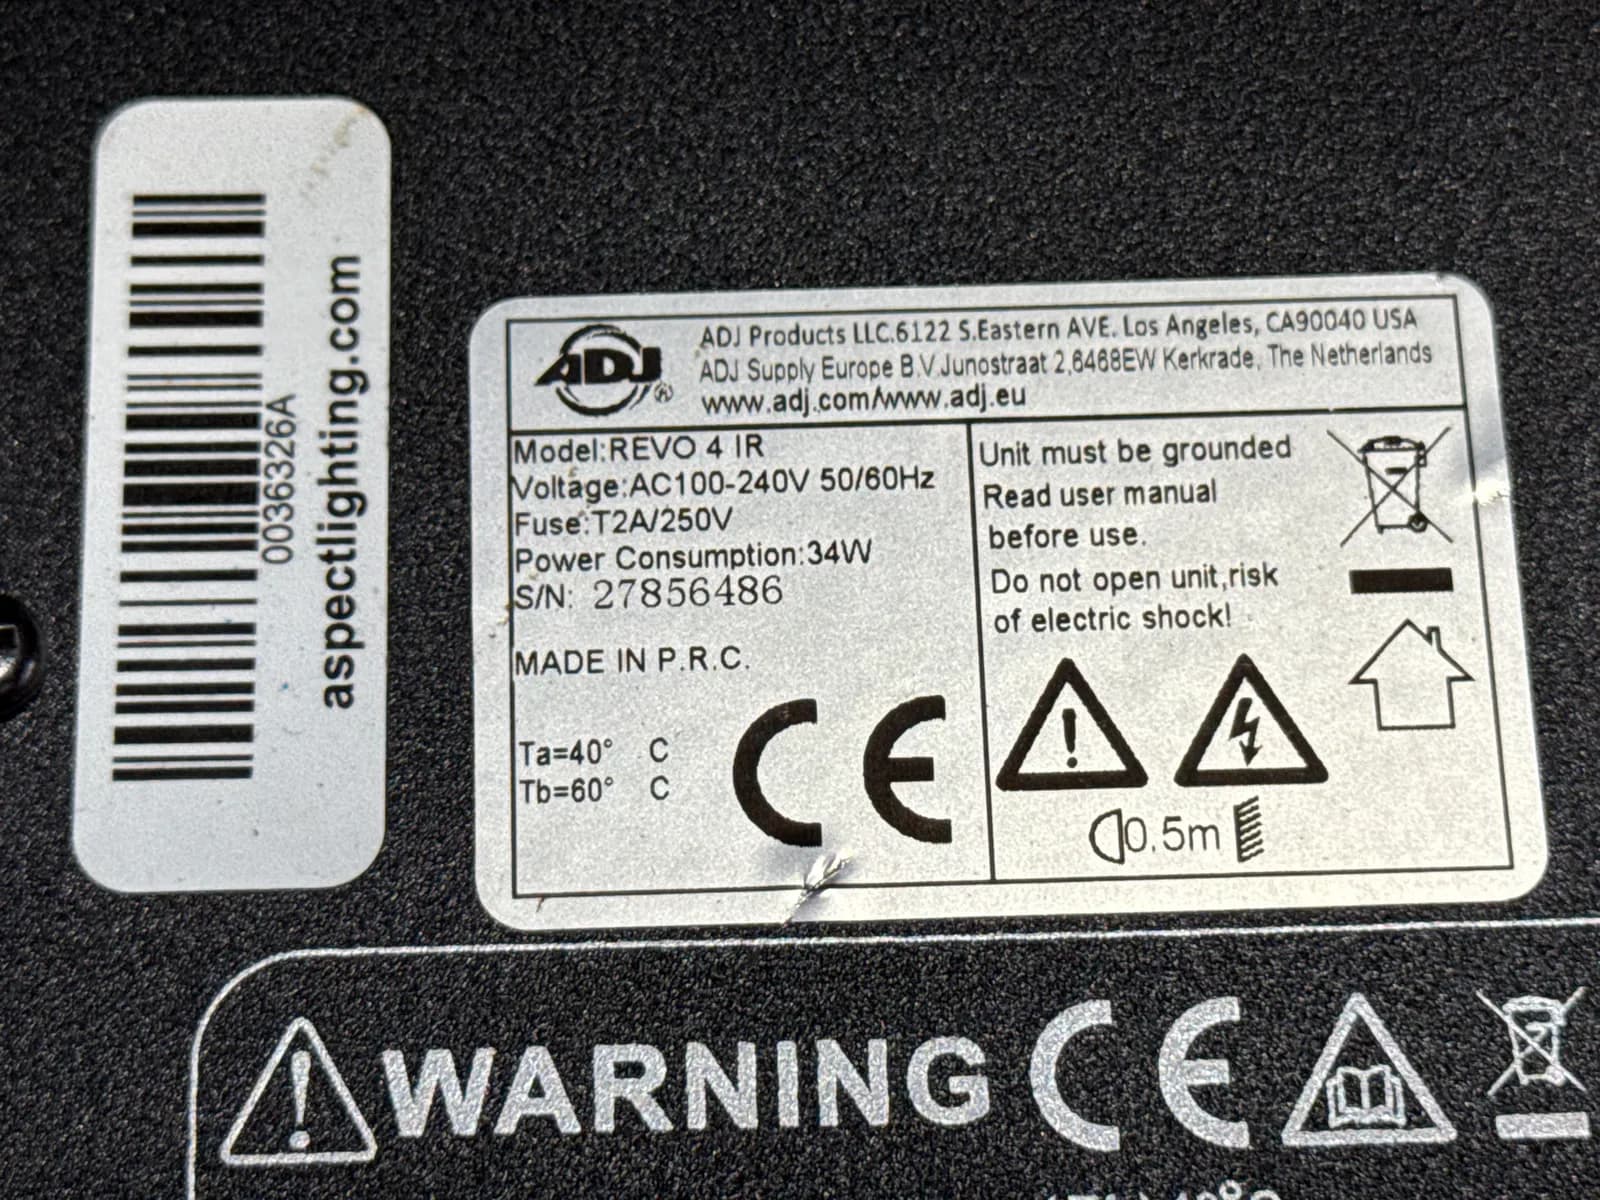 0036326A
aspectlighting.com
ADJ®
ADJ Products LLC.6122 S.Eastern AVE. Los Angeles, CA90040 USA
ADJ Supply Europe B.V.Junostraat 2,6468EW Kerkrade, The Netherlands
www.adj.com/www.adj.eu
Model:REVO 4 IR
Voltage:AC100-240V 50/60Hz
Fuse:T2A/250V
Power Consumption:34W
S/N: 27856486
MADE IN P.R.C.
Ta=40° C
Tb=60° C
CE
Unit must be grounded
Read user manual
before use.
Do not open unit,risk
of electric shock!
0.5m
WARNING CE